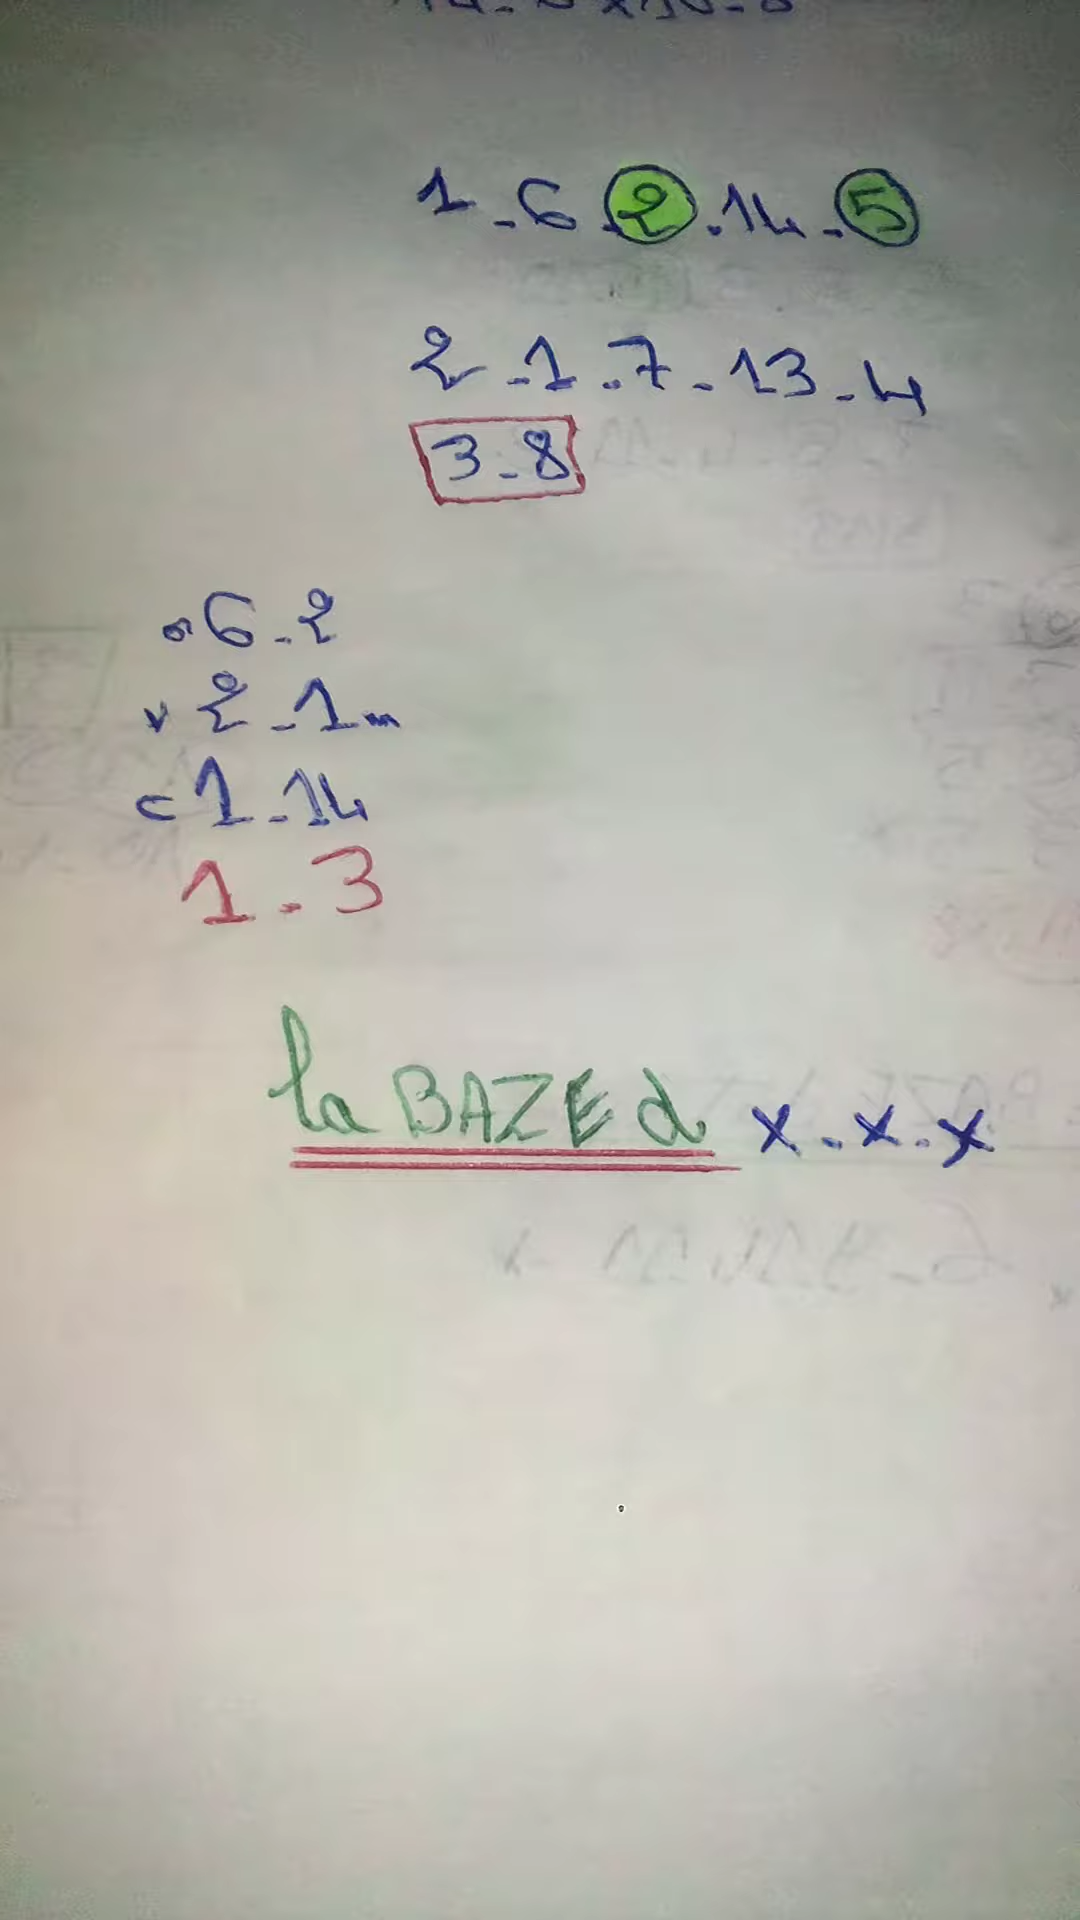 1 - 6 . 2 . 14 - 5
2 - 1 . 7 - 13 - 4
3 - 8
6 - 2
v 2 - 1 m
c 1 - 14
1 - 3
la BAZE d x . x . x